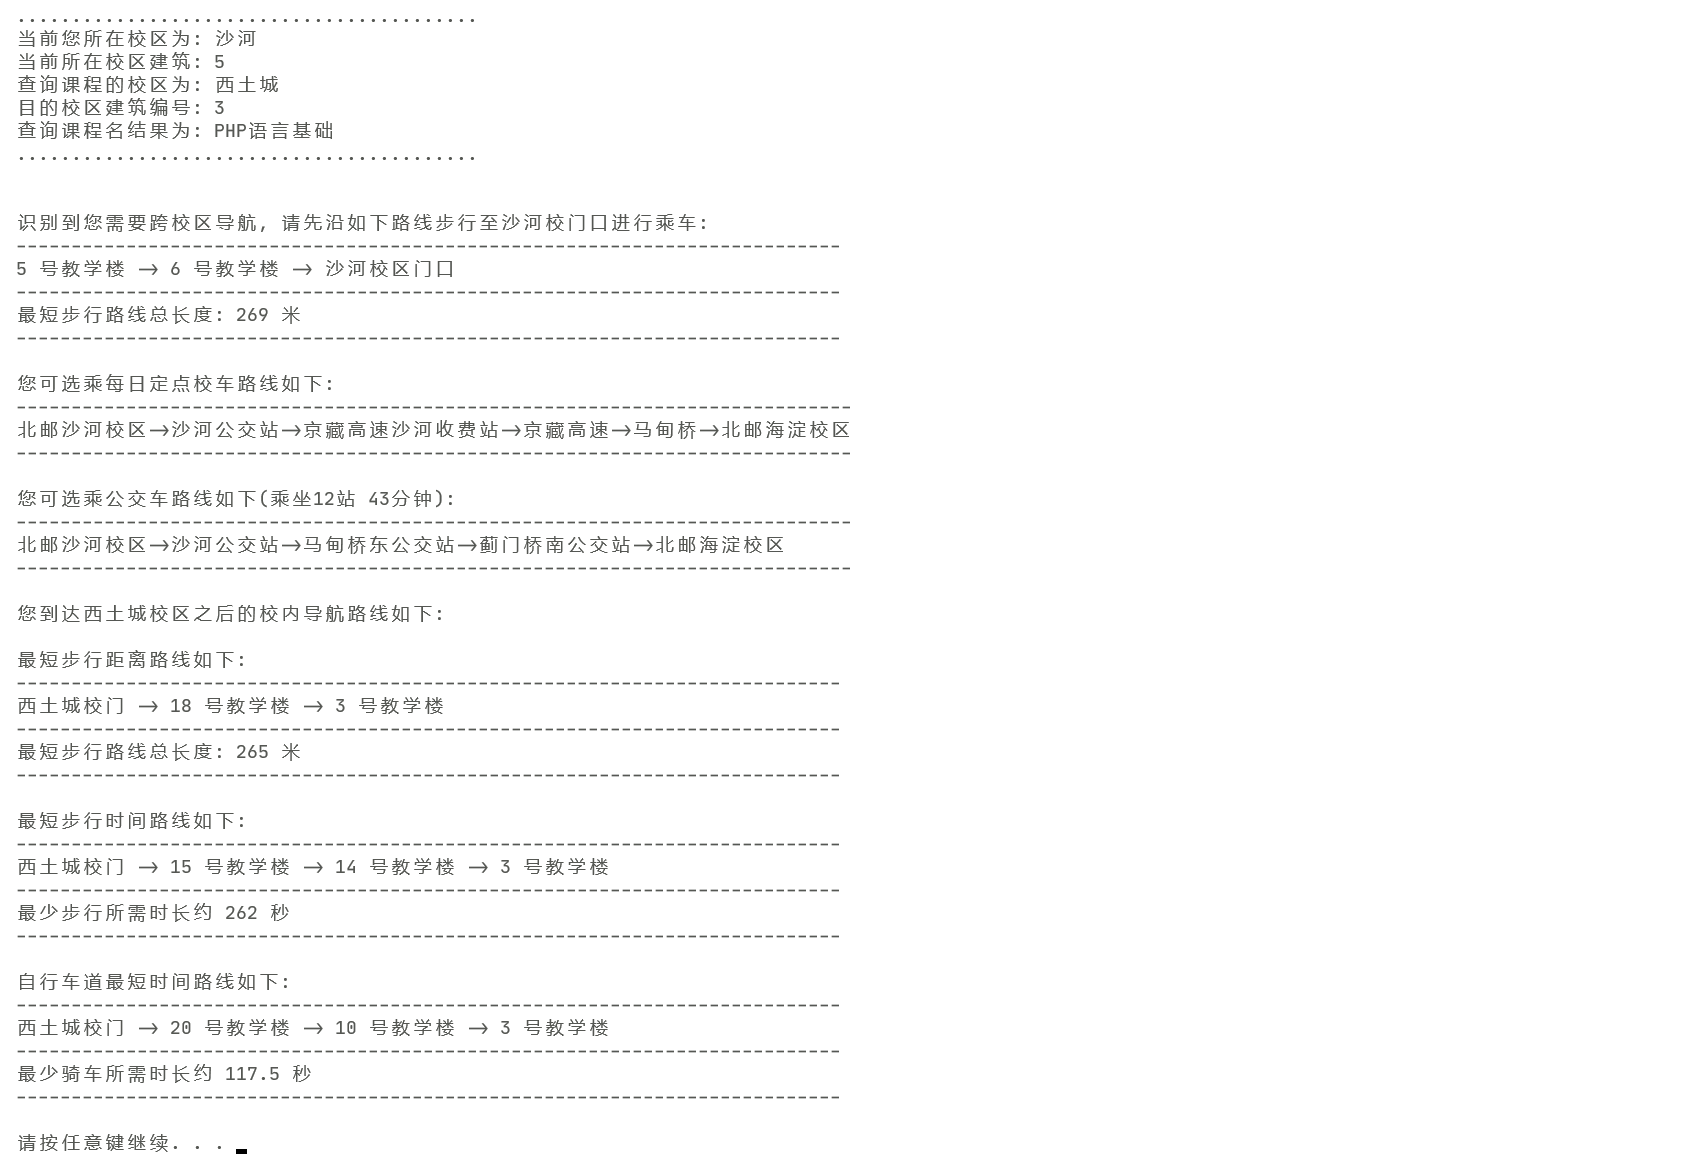 ..........................................
当前您所在校区为: 沙河
当前所在校区建筑: 5
查询课程的校区为: 西土城
目的校区建筑编号: 3
查询课程名结果为: PHP语言基础
..........................................
识别到您需要跨校区导航, 请先沿如下路线步行至沙河校门口进行乘车:
---------------------------------------------------------------------------
5 号教学楼 -> 6 号教学楼 -> 沙河校区门口
---------------------------------------------------------------------------
最短步行路线总长度: 269 米
---------------------------------------------------------------------------
您可选乘每日定点校车路线如下:
----------------------------------------------------------------------------
北邮沙河校区->沙河公交站->京藏高速沙河收费站->京藏高速->马甸桥->北邮海淀校区
----------------------------------------------------------------------------
您可选乘公交车路线如下(乘坐12站 43分钟):
----------------------------------------------------------------------------
北邮沙河校区->沙河公交站->马甸桥东公交站->蓟门桥南公交站->北邮海淀校区
----------------------------------------------------------------------------
您到达西土城校区之后的校内导航路线如下:
最短步行距离路线如下:
---------------------------------------------------------------------------
西土城校门 -> 18 号教学楼 -> 3 号教学楼
---------------------------------------------------------------------------
最短步行路线总长度: 265 米
---------------------------------------------------------------------------
最短步行时间路线如下:
---------------------------------------------------------------------------
西土城校门 -> 15 号教学楼 -> 14 号教学楼 -> 3 号教学楼
---------------------------------------------------------------------------
最少步行所需时长约 262 秒
---------------------------------------------------------------------------
自行车道最短时间路线如下:
---------------------------------------------------------------------------
西土城校门 -> 20 号教学楼 -> 10 号教学楼 -> 3 号教学楼
---------------------------------------------------------------------------
最少骑车所需时长约 117.5 秒
---------------------------------------------------------------------------
请按任意键继续. . .